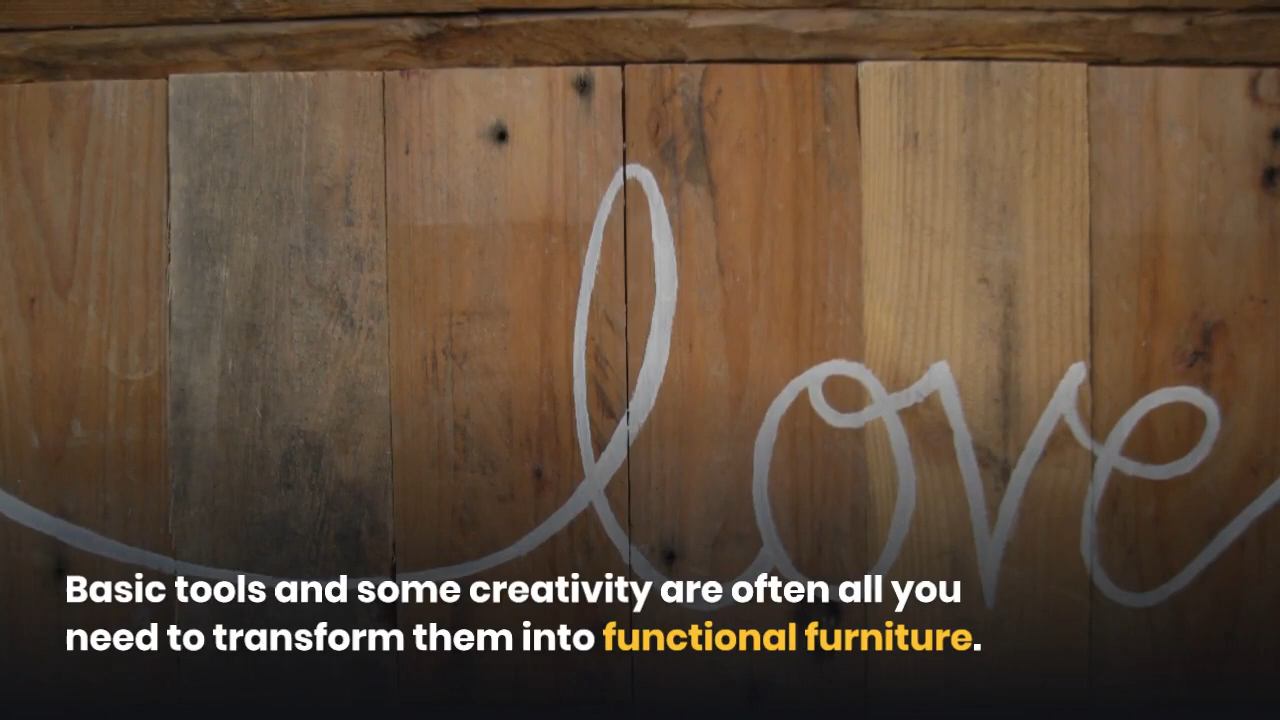 love
Basic tools and some creativity are often all you
need to transform them into functional furniture.